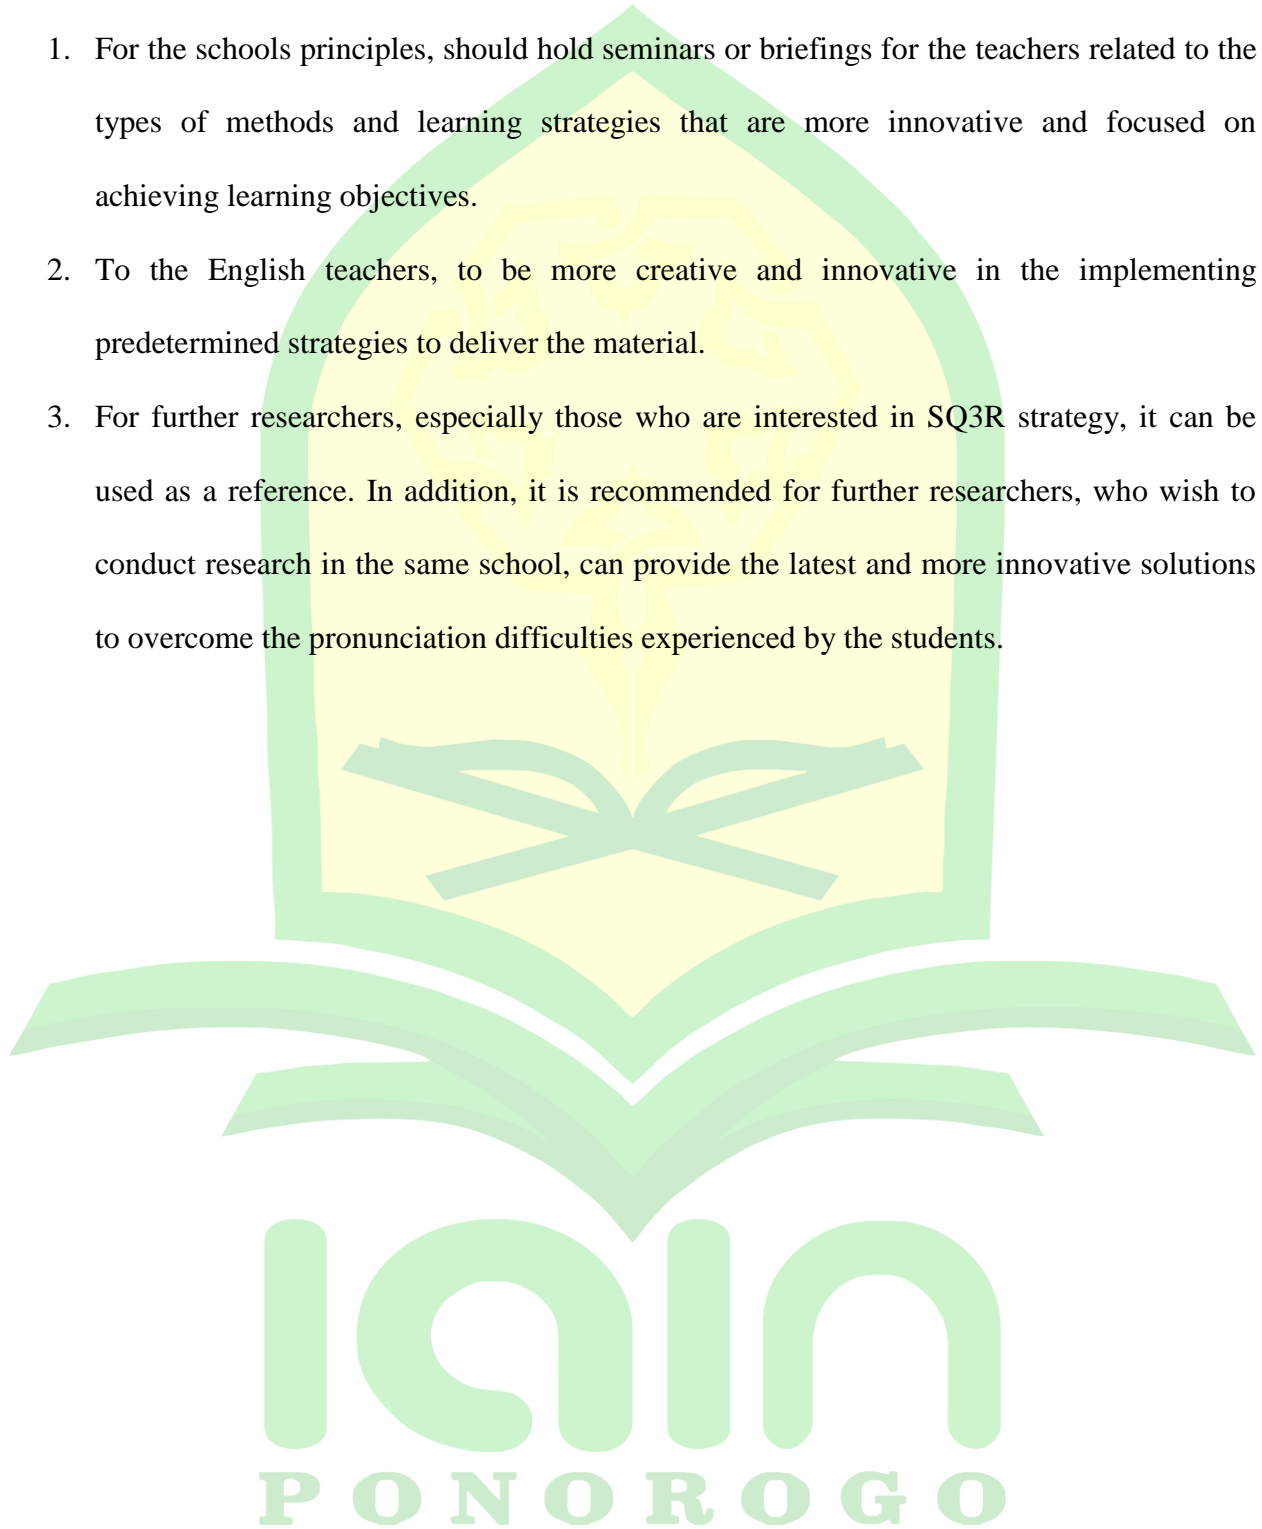 1. For the schools principles, should hold seminars or briefings for the teachers related to the
types of methods and learning strategies that are more innovative and focused on
achieving learning objectives.
2. To the English teachers, to be more creative and innovative in the implementing
predetermined strategies to deliver the material.
3. For further researchers, especially those who are interested in SQ3R strategy, it can be
used as a reference. In addition, it is recommended for further researchers, who wish to
conduct research in the same school, can provide the latest and more innovative solutions
to overcome the pronunciation difficulties experienced by the students.
iain
PONOROGO